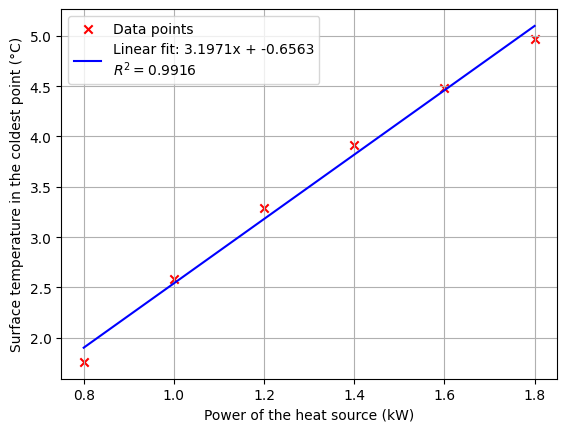 Data points
Linear fit: 3.1971x + -0.6563
R² = 0.9916
Surface temperature in the coldest point (°C)
5.0
4.5
4.0
3.5
3.0
2.5
2.0
0.8 1.0 1.2 1.4 1.6 1.8
Power of the heat source (kW)